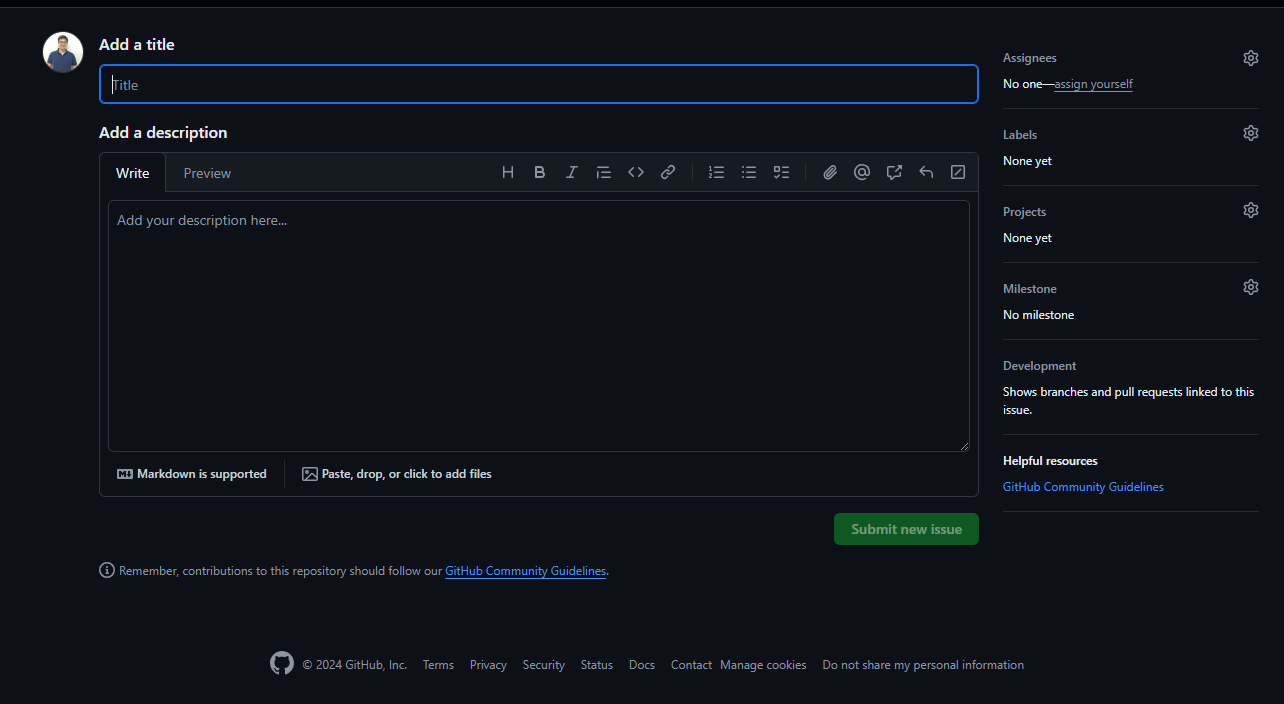 Add a title
Title
Add a description
Write Preview
Add your description here...
Markdown is supported Paste, drop, or click to add files
Submit new issue
Remember, contributions to this repository should follow our GitHub Community Guidelines.
Assignees
No one—assign yourself
Labels
None yet
Projects
None yet
Milestone
No milestone
Development
Shows branches and pull requests linked to this
issue.
Helpful resources
GitHub Community Guidelines
© 2024 GitHub, Inc. Terms Privacy Security Status Docs Contact Manage cookies Do not share my personal information